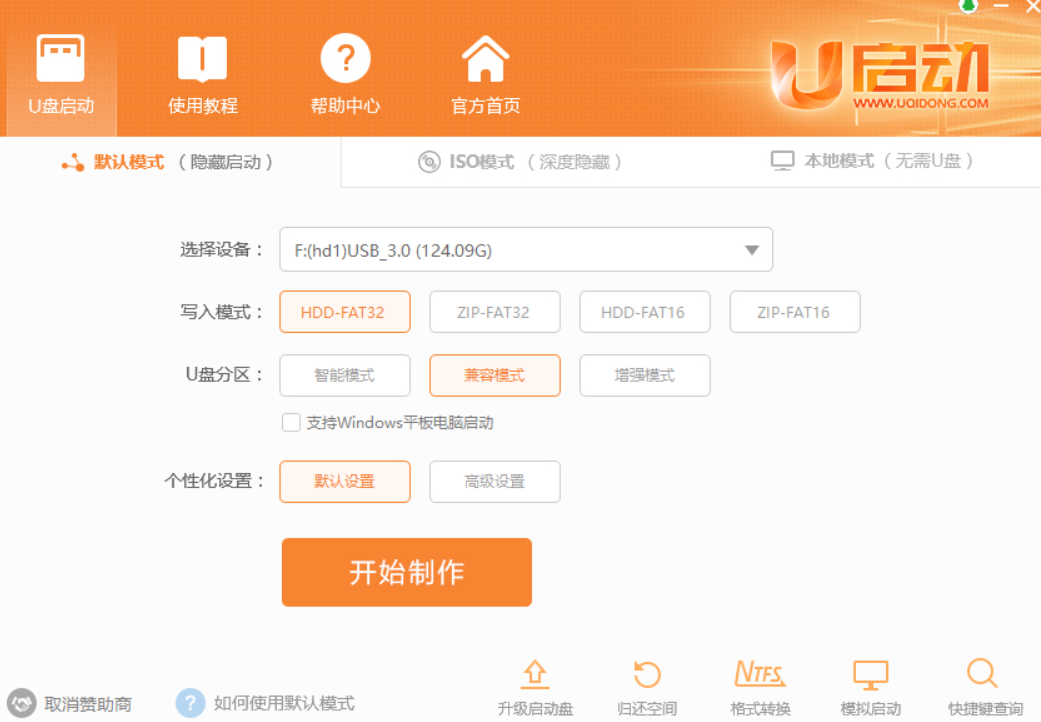 U启动
WWW.UQIDONG.COM
U盘启动
使用教程
帮助中心
官方首页
默认模式 （隐藏启动）
ISO模式 （深度隐藏）
本地模式 （无需U盘）
选择设备： F:(hd1)USB_3.0 (124.09G)
写入模式： HDD-FAT32 ZIP-FAT32 HDD-FAT16 ZIP-FAT16
U盘分区： 智能模式 兼容模式 增强模式
支持Windows平板电脑启动
个性化设置： 默认设置 高级设置
开始制作
取消赞助商
? 如何使用默认模式
升级启动盘
归还空间
NTFS
格式转换
模拟启动
快捷键查询